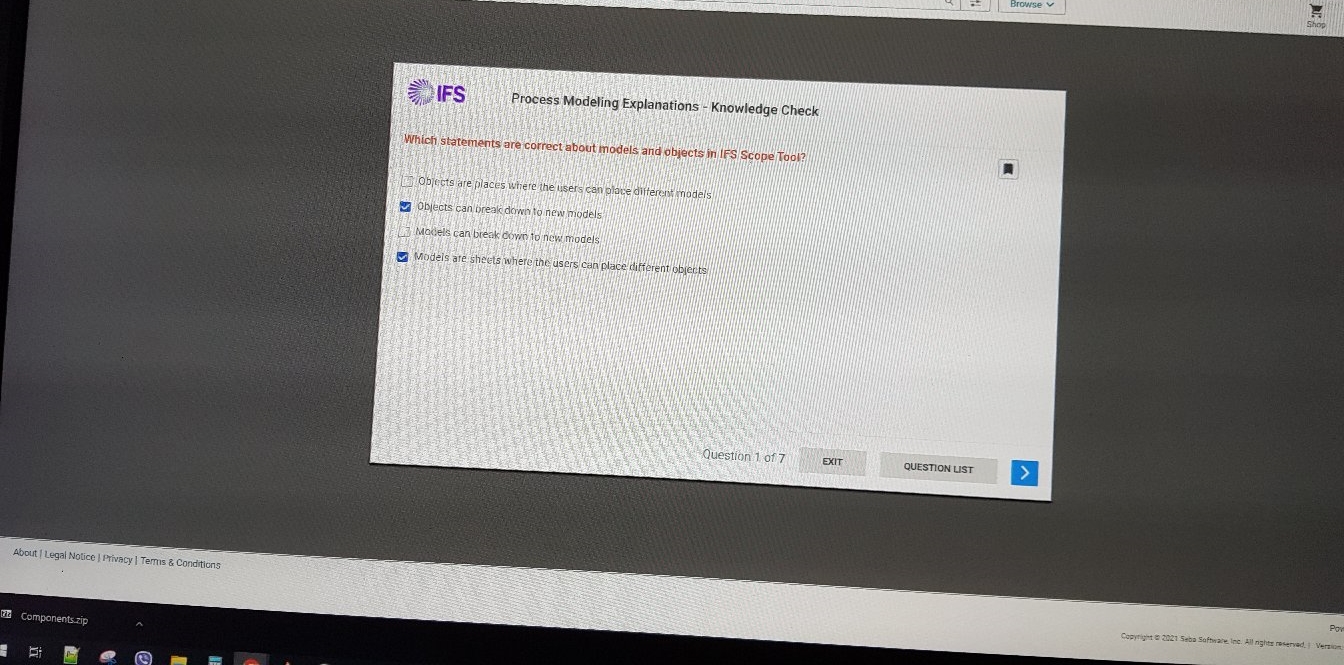 Browse
Shop
IFS
Process Modeling Explanations - Knowledge Check
Which statements are correct about models and objects in IFS Scope Tool?
Objects are places where the users can place different models
Objects can break down to new models
Models can break down to new models
Models are sheets where the users can place different objects
Question 1 of 7
EXIT
QUESTION LIST
About | Legal Notice | Privacy | Terms & Conditions
Components.zip
Copyright © 2021 Seba Software, Inc. All rights reserved. |